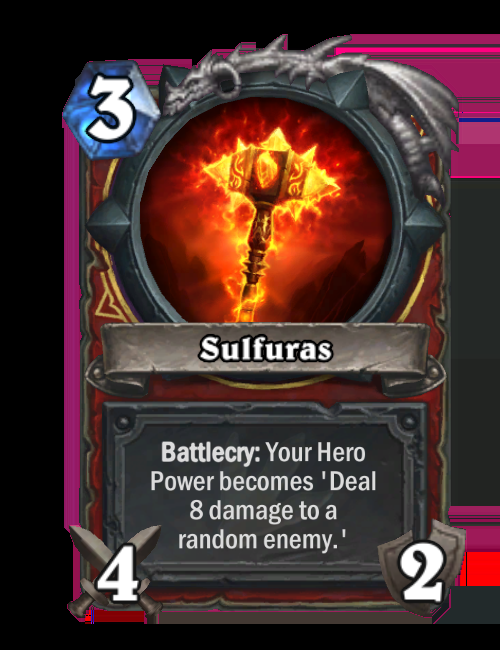 3
Sulfuras
Battlecry: Your Hero
Power becomes 'Deal
8 damage to a
random enemy.'
4
2